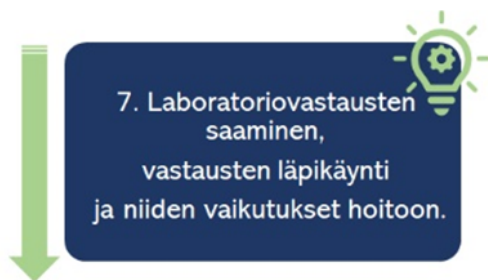 7. Laboratoriovastausten
saaminen,
vastausten läpikäynti
ja niiden vaikutukset hoitoon.